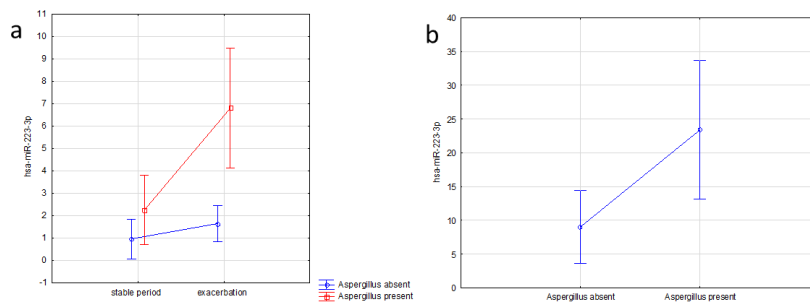 a
11
10
9
8
7
6
5
4
3
2
1
0
-1
hsa-miR-223-3p
stable period
exacerbation
Aspergillus absent
Aspergillus present
b
40
35
30
25
20
15
10
5
0
hsa-miR-223-3p
Aspergillus absent
Aspergillus present